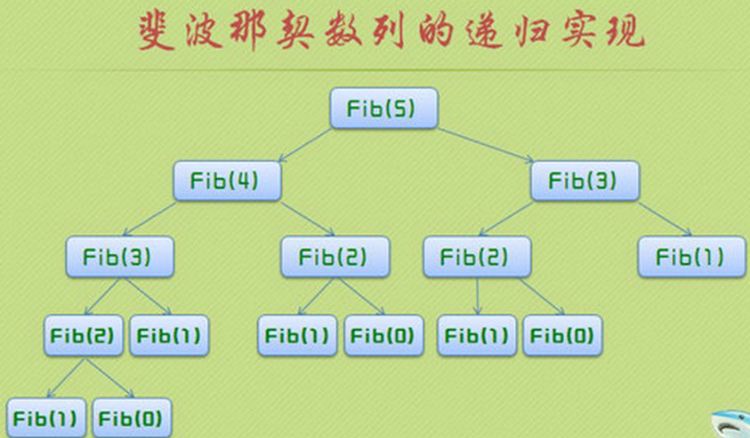 斐波那契数列的递归实现
Fib(5)
Fib(4) Fib(3)
Fib(3) Fib(2) Fib(2) Fib(1)
Fib(2) Fib(1) Fib(1) Fib(0) Fib(1) Fib(0)
Fib(1) Fib(0)